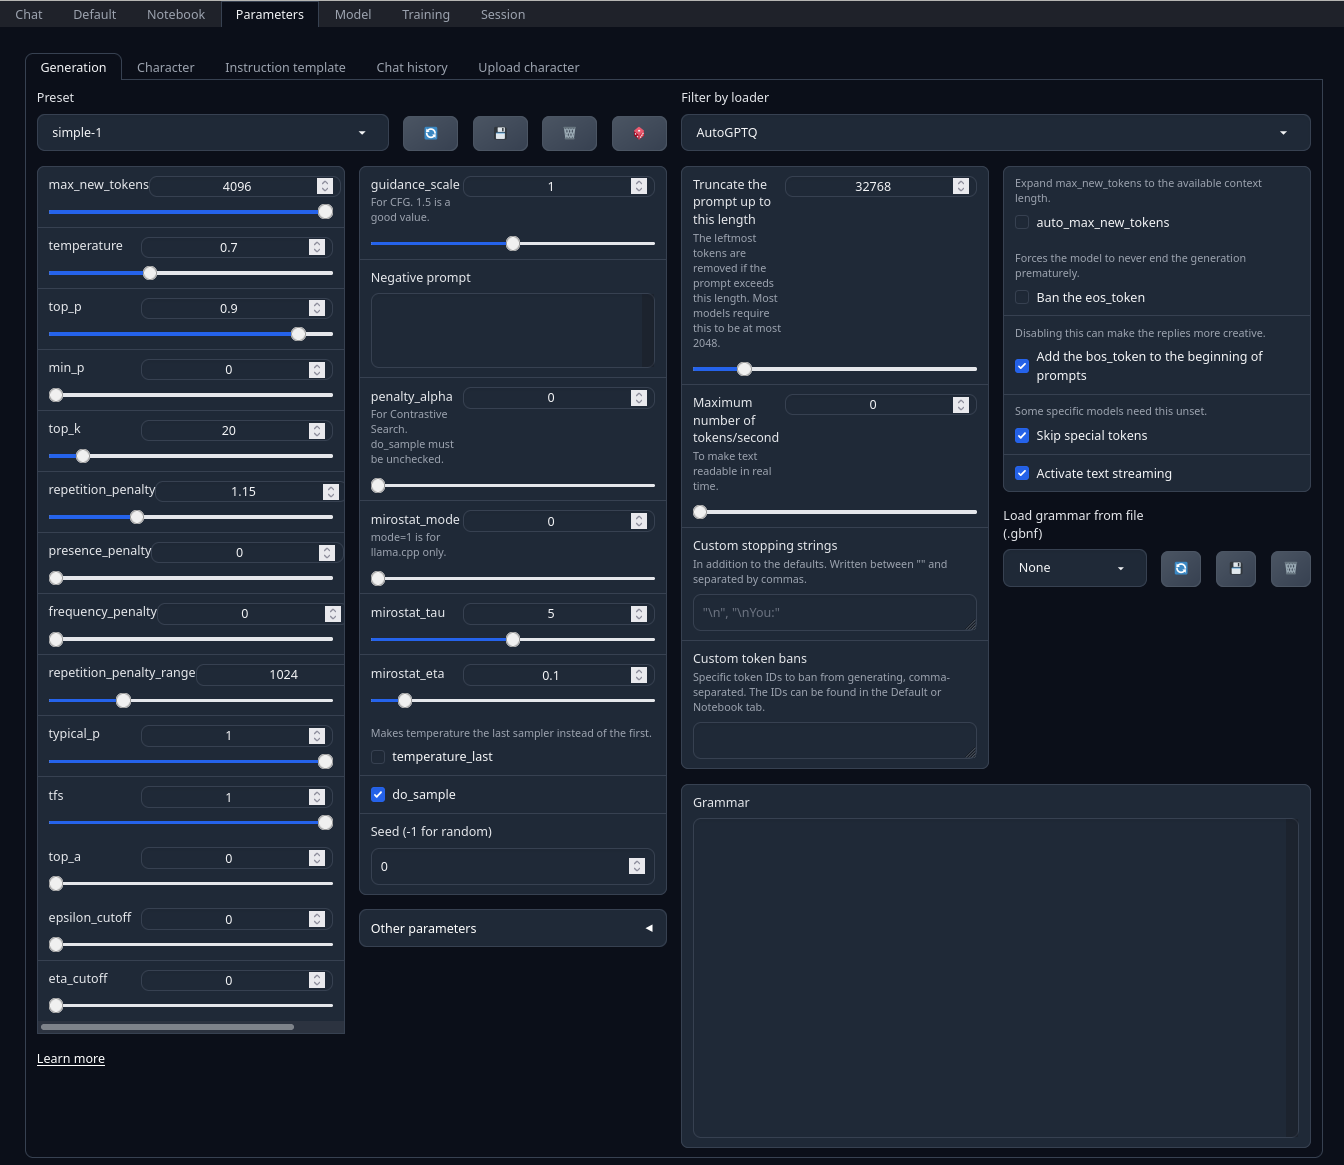 Chat
Default
Notebook
Parameters
Model
Training
Session
Generation
Character
Instruction template
Chat history
Upload character
Preset
simple-1
Filter by loader
AutoGPTQ
max_new_tokens
4096
temperature
0.7
top_p
0.9
min_p
0
top_k
20
repetition_penalty
1.15
presence_penalty
0
frequency_penalty
0
repetition_penalty_range
1024
typical_p
1
tfs
1
top_a
0
epsilon_cutoff
0
eta_cutoff
0
Learn more
guidance_scale
1
For CFG. 1.5 is a
good value.
Negative prompt
penalty_alpha
0
For Contrastive
Search.
do_sample must
be unchecked.
mirostat_mode
0
mode=1 is for
llama.cpp only.
mirostat_tau
5
mirostat_eta
0.1
Makes temperature the last sampler instead of the first.
temperature_last
do_sample
Seed (-1 for random)
0
Other parameters
Truncate the
prompt up to
this length
32768
The leftmost
tokens are
removed if the
prompt exceeds
this length. Most
models require
this to be at most
2048.
Maximum
number of
tokens/second
0
To make text
readable in real
time.
Custom stopping strings
In addition to the defaults. Written between "" and
separated by commas.
"\n", "\nYou:"
Custom token bans
Specific token IDs to ban from generating, comma-
separated. The IDs can be found in the Default or
Notebook tab.
Expand max_new_tokens to the available context
length.
auto_max_new_tokens
Forces the model to never end the generation
prematurely.
Ban the eos_token
Disabling this can make the replies more creative.
Add the bos_token to the beginning of
prompts
Some specific models need this unset.
Skip special tokens
Activate text streaming
Load grammar from file
(.gbnf)
None
Grammar